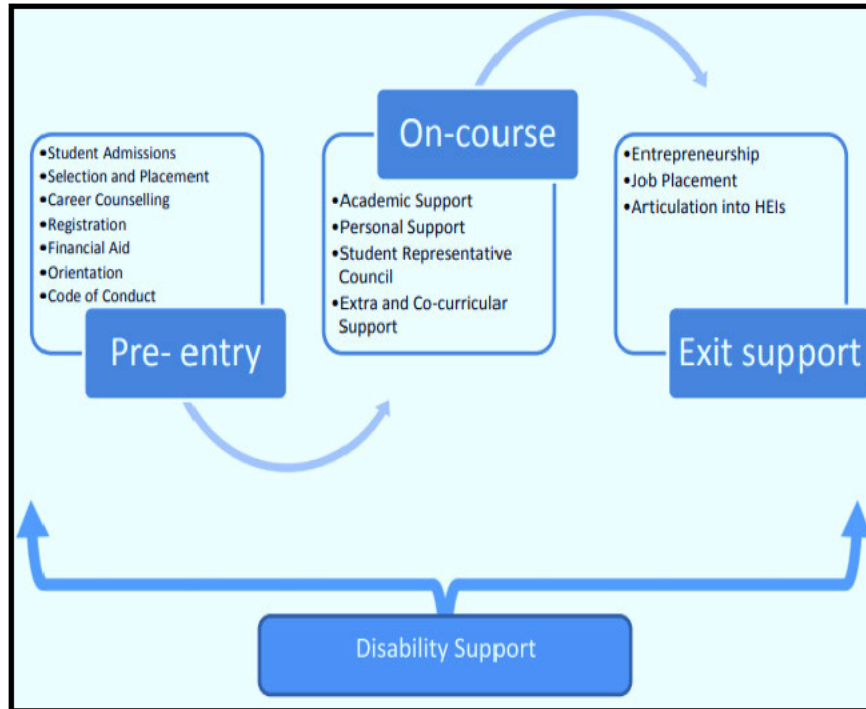 •Student Admissions
•Selection and Placement
•Career Counselling
•Registration
•Financial Aid
•Orientation
•Code of Conduct
Pre- entry
On-course
•Academic Support
•Personal Support
•Student Representative
Council
•Extra and Co-curricular
Support
•Entrepreneurship
•Job Placement
•Articulation into HEIs
Exit support
Disability Support